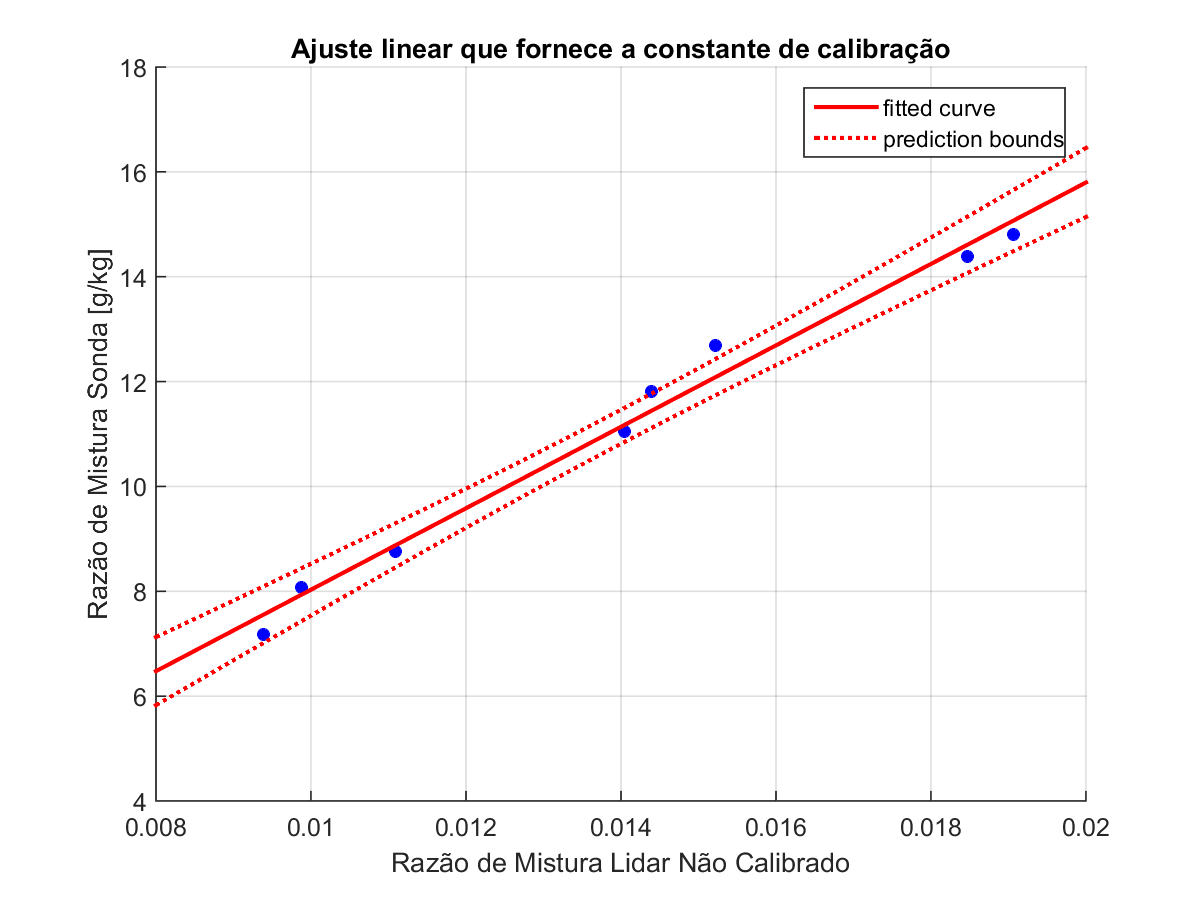 Ajuste linear que fornece a constante de calibração
fitted curve
prediction bounds
Razão de Mistura Sonda [g/kg]
18
16
14
12
10
8
6
4
0.008 0.01 0.012 0.014 0.016 0.018 0.02
Razão de Mistura Lidar Não Calibrado